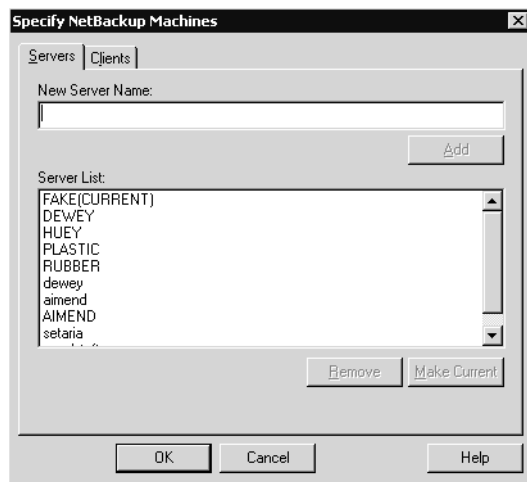 Specify NetBackup Machines
Servers
Clients
New Server Name:
Add
Server List:
FAKE(CURRENT)
DEWEY
HUEY
PLASTIC
RUBBER
dewey
aimend
AIMEND
setaria
Remove
Make Current
OK
Cancel
Help